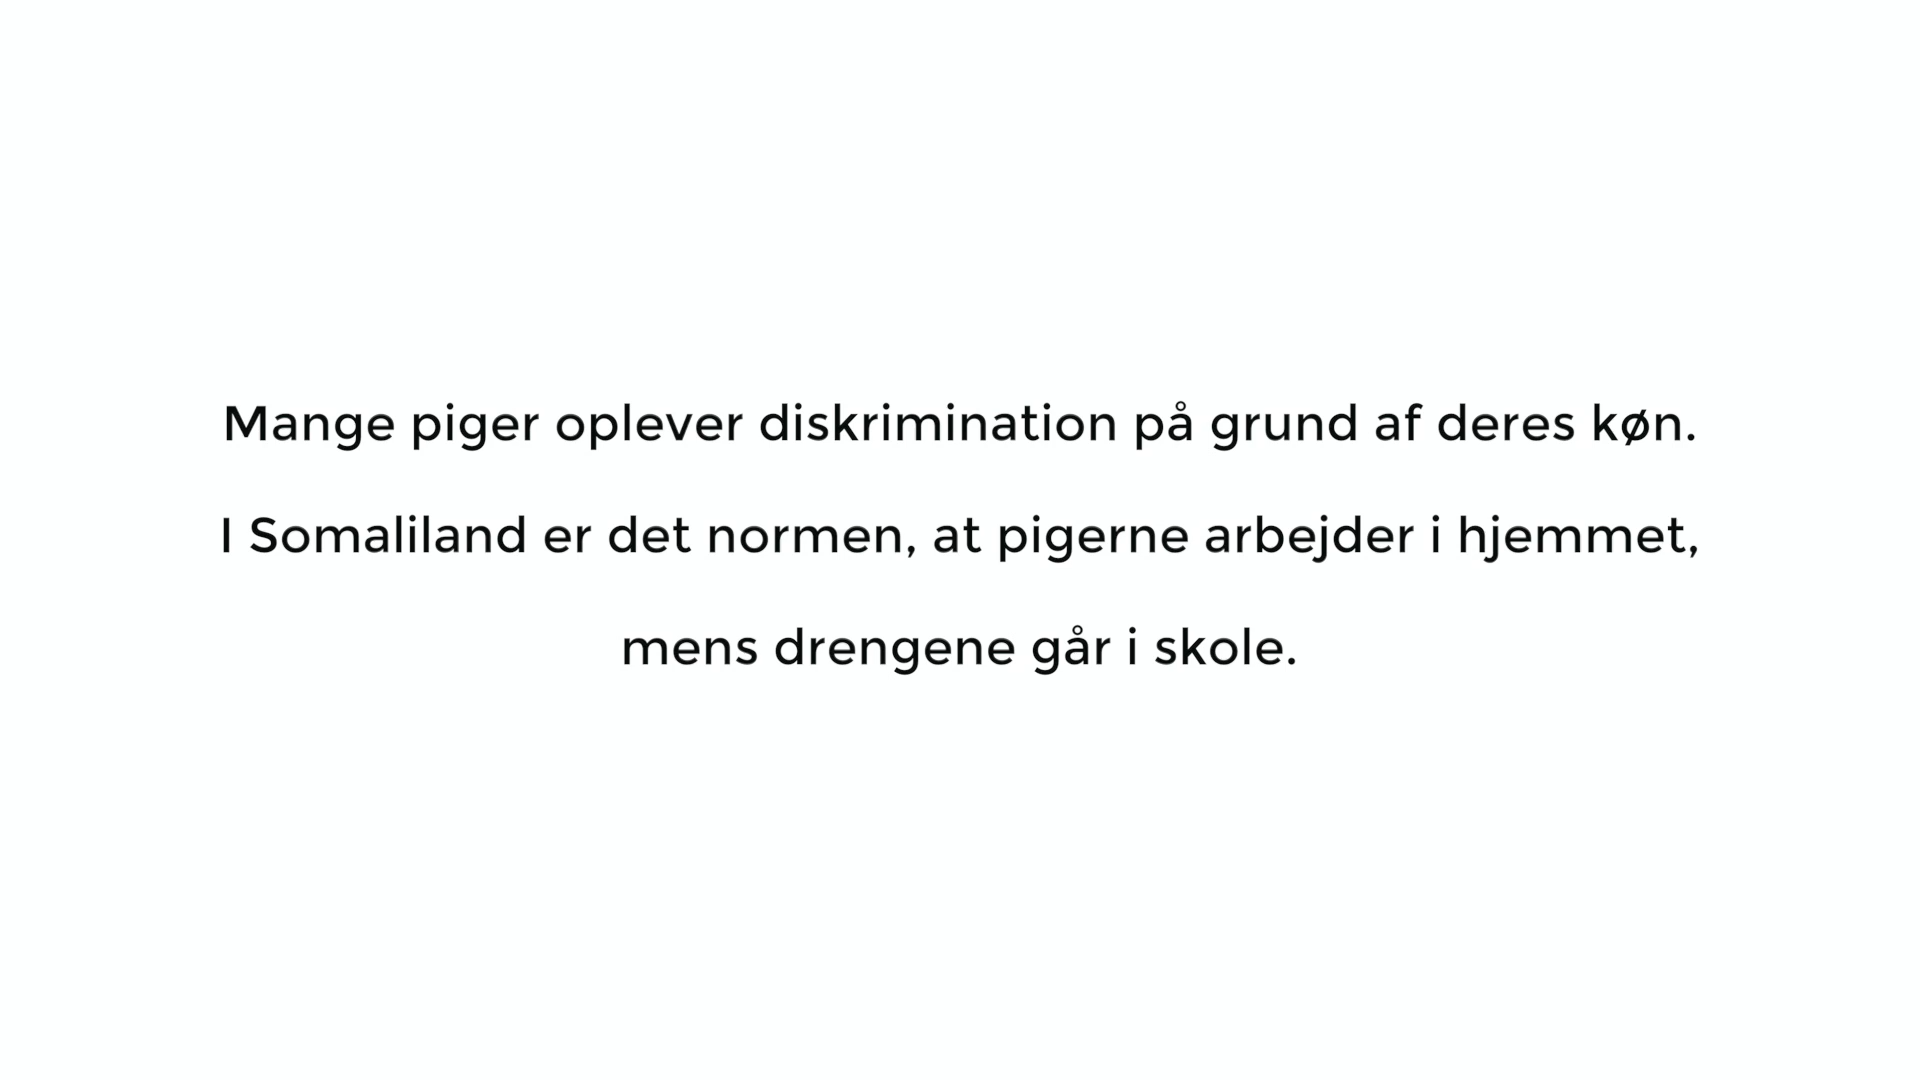 Mange piger oplever diskrimination på grund af deres køn.
I Somaliland er det normen, at pigerne arbejder i hjemmet,
mens drengene går i skole.